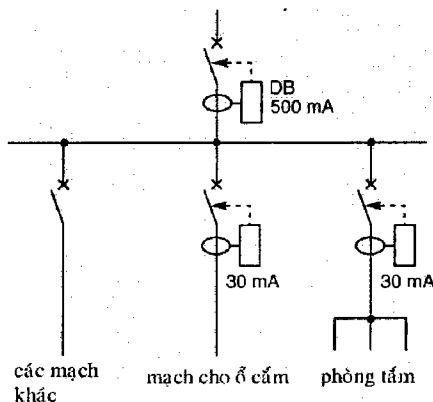 DB
500 mA
30 mA
30 mA
các mạch
khác
mạch cho ổ cắm
phòng tắm